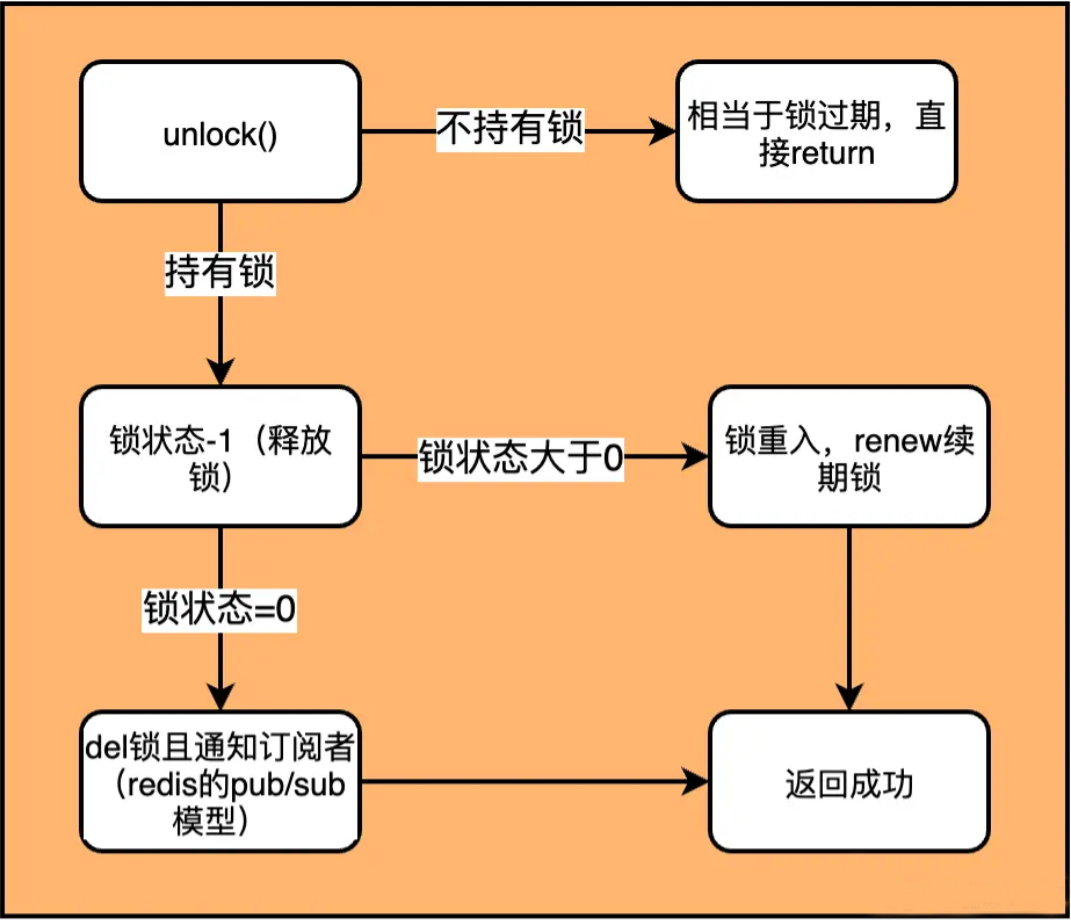 unlock()
不持有锁
相当于锁过期，直
接return
持有锁
锁状态-1（释放
锁）
锁状态大于0
锁重入，renew续
期锁
锁状态=0
del锁且通知订阅者
（redis的pub/sub
模型）
返回成功